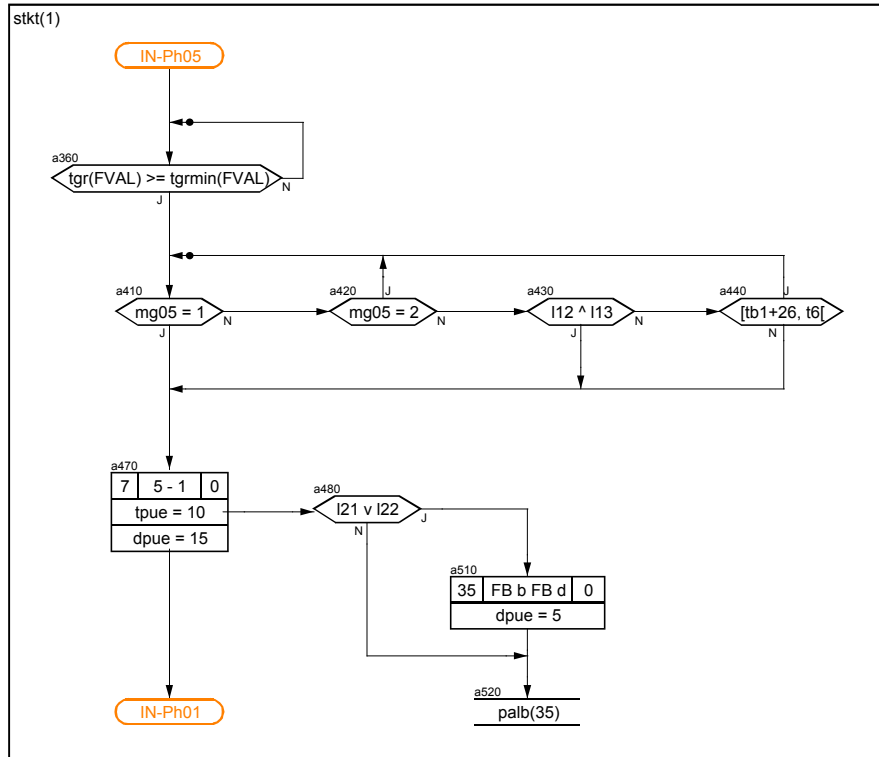 stkt(1)
IN-Ph05
a360
tgr(FVAL) >= tgrmin(FVAL)
N
J
a410
mg05 = 1
N
J
a420
J
mg05 = 2
N
a430
l12 ^ l13
N
J
a440
J
[tb1+26, t6[
N
a470
7 5 - 1 0
tpue = 10
dpue = 15
a480
l21 v l22
N
J
a510
35 FB b FB d 0
dpue = 5
IN-Ph01
a520
palb(35)